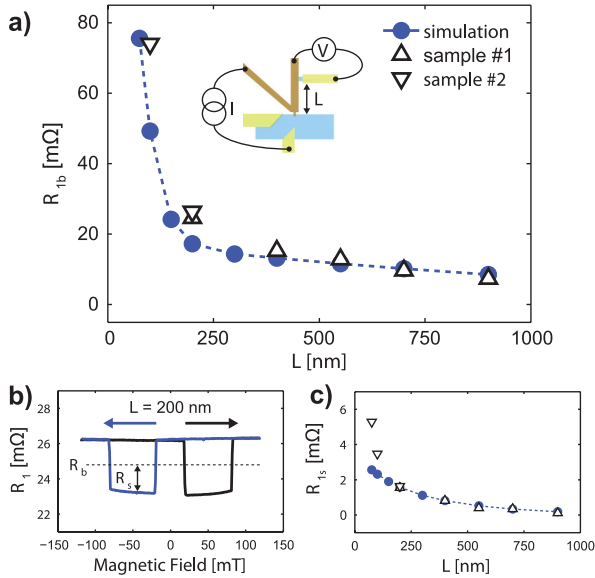 a)
80
60
40
20
0
R1b [mΩ]
0
250
500
750
1000
L [nm]
simulation
sample #1
sample #2
V
I
L
b)
28
26
24
22
R1 [mΩ]
L = 200 nm
Rb
Rs
−150 −100 −50 0 50 100 150
Magnetic Field [mT]
c)
6
4
2
0
R1s [mΩ]
0 250 500 750 1000
L [nm]